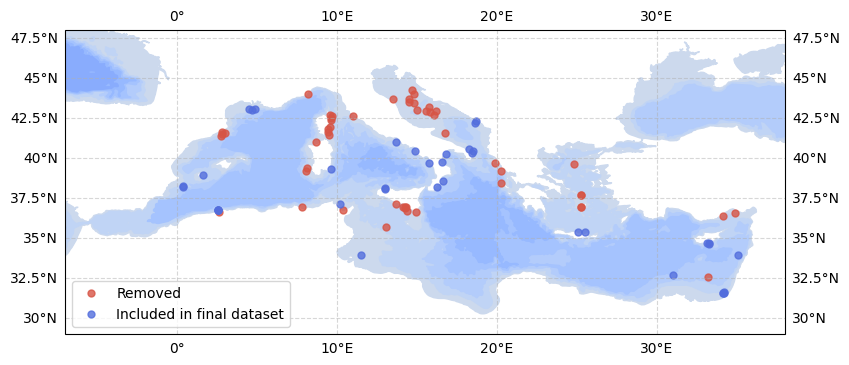 0° 10°E 20°E 30°E
47.5°N 47.5°N
45°N 45°N
42.5°N 42.5°N
40°N 40°N
37.5°N 37.5°N
35°N 35°N
32.5°N 32.5°N
Removed
Included in final dataset
30°N 30°N
0° 10°E 20°E 30°E